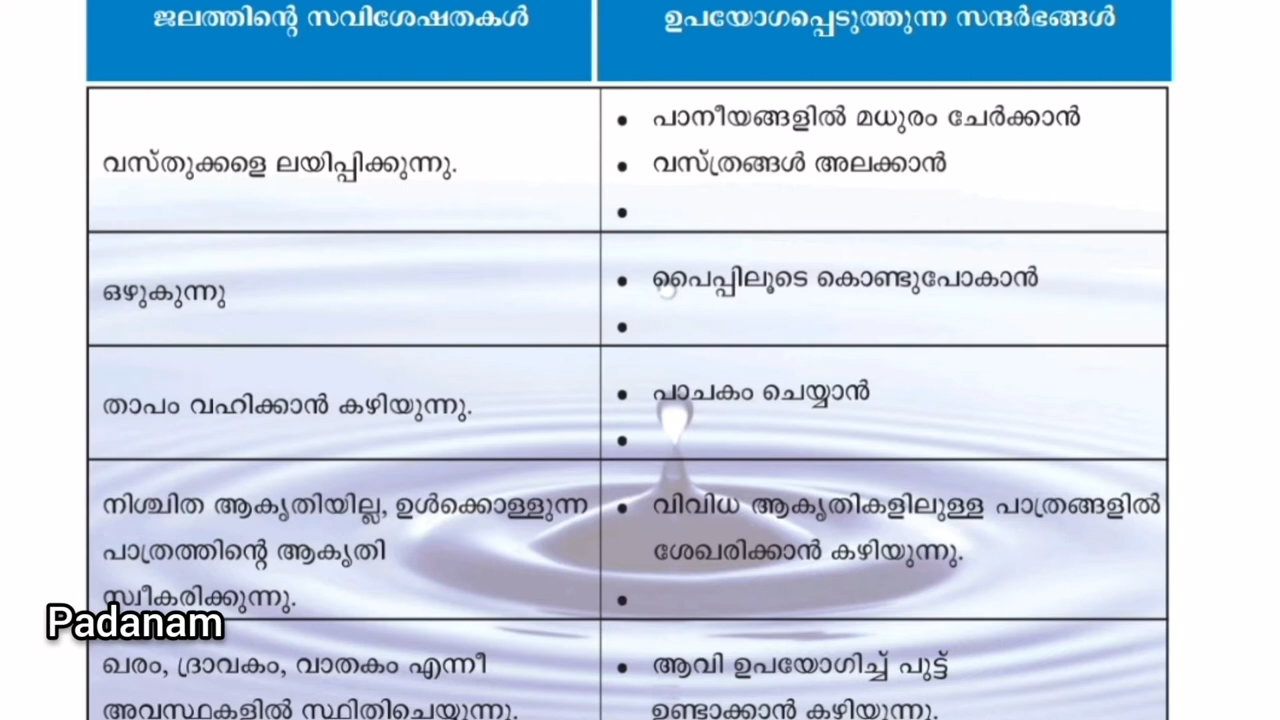 ജലത്തിന്റെ സവിശേഷതകൾ
ഉപയോഗപ്പെടുത്തുന്ന സന്ദർഭങ്ങൾ
വസ്തുക്കളെ ലയിപ്പിക്കുന്നു.
• പാനീയങ്ങളിൽ മധുരം ചേർക്കാൻ
• വസ്ത്രങ്ങൾ അലക്കാൻ
•
ഒഴുകുന്നു
• പൈപ്പിലൂടെ കൊണ്ടുപോകാൻ
•
താപം വഹിക്കാൻ കഴിയുന്നു.
• പാചകം ചെയ്യാൻ
•
നിശ്ചിത ആകൃതിയില്ല, ഉൾക്കൊള്ളുന്ന
പാത്രത്തിന്റെ ആകൃതി
സ്വീകരിക്കുന്നു.
• വിവിധ ആകൃതികളിലുള്ള പാത്രങ്ങളിൽ
ശേഖരിക്കാൻ കഴിയുന്നു.
•
Padanam
ഖരം, ദ്രാവകം, വാതകം എന്നീ
അവസ്ഥകളിൽ സ്ഥിതിചെയ്യുന്നു.
• ആവി ഉപയോഗിച്ച് പുട്ട്
ഉണ്ടാക്കാൻ കഴിയുന്നു.